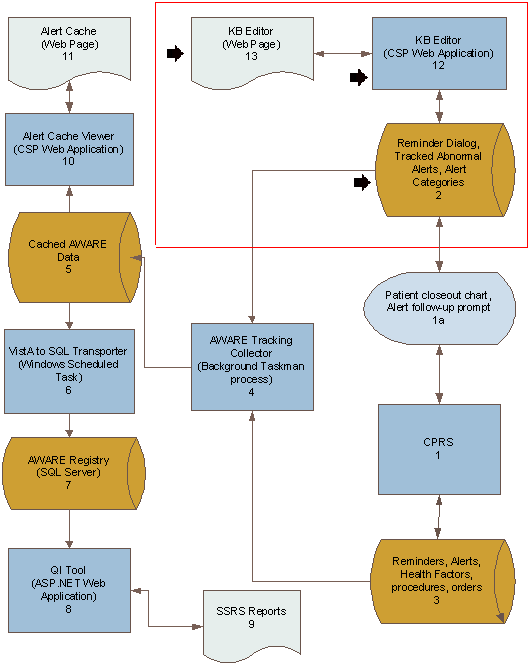 Alert Cache
(Web Page)
11
KB Editor
(Web Page)
13
KB Editor
(CSP Web Application)
12
Alert Cache Viewer
(CSP Web Application)
10
Reminder Dialog,
Tracked Abnormal
Alerts, Alert
Categories
2
Cached AWARE
Data
5
Patient closeout chart,
Alert follow-up prompt
1a
VistA to SQL Transporter
(Windows Scheduled
Task)
6
AWARE Tracking
Collector
(Background Taskman
process)
4
CPRS
1
AWARE Registry
(SQL Server)
7
QI Tool
(ASP.NET Web
Application)
8
Reminders, Alerts,
Health Factors,
procedures, orders
3
SSRS Reports
9